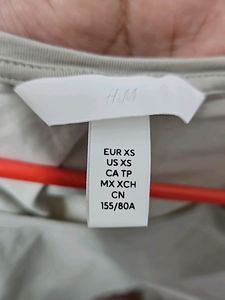 H&M
EUR XS
US XS
CA TP
MX XCH
CN
155/80A